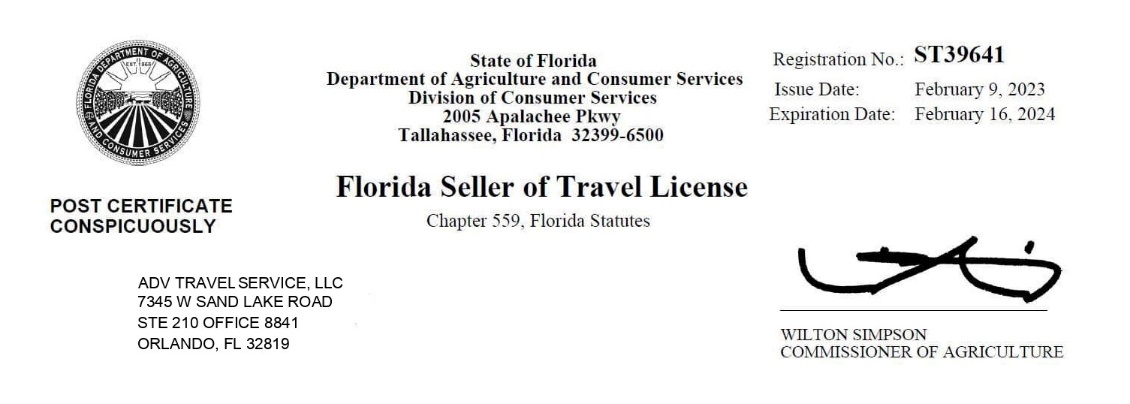 FLORIDA DEPARTMENT OF AGRICULTURE
AND CONSUMER SERVICES
EST. 1868
State of Florida
Department of Agriculture and Consumer Services
Division of Consumer Services
2005 Apalachee Pkwy
Tallahassee, Florida 32399-6500
Registration No.: ST39641
Issue Date: February 9, 2023
Expiration Date: February 16, 2024
Florida Seller of Travel License
Chapter 559, Florida Statutes
POST CERTIFICATE
CONSPICUOUSLY
ADV TRAVEL SERVICE, LLC
7345 W SAND LAKE ROAD
STE 210 OFFICE 8841
ORLANDO, FL 32819
WILTON SIMPSON
COMMISSIONER OF AGRICULTURE